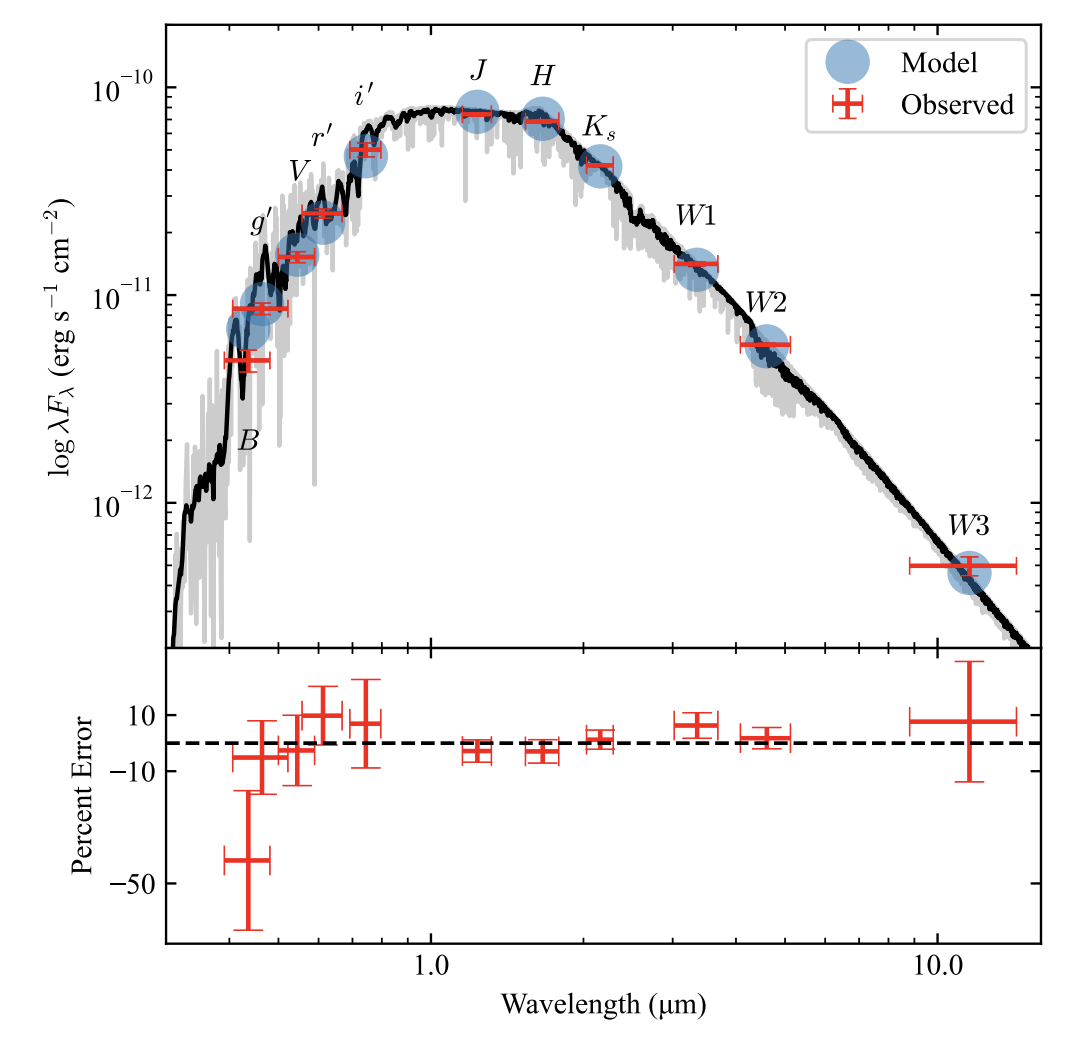 Model
Observed
J
H
i′
r′
K_s
V
g′
W1
W2
B
W3
10⁻¹⁰
10⁻¹¹
10⁻¹²
log λF_λ (erg s⁻¹ cm⁻²)
10
−10
−50
Percent Error
1.0
10.0
Wavelength (μm)